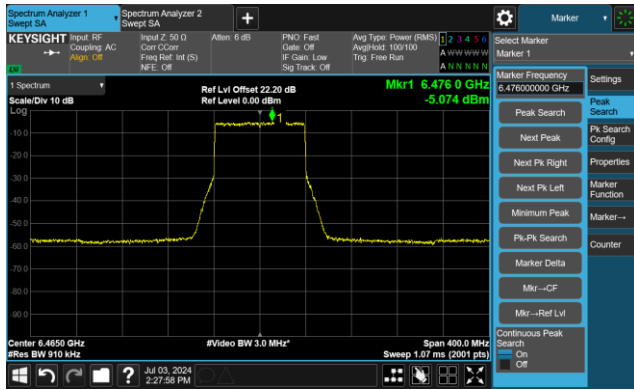 Spectrum Analyzer 1
Swept SA
Spectrum Analyzer 2
Swept SA
+
Marker
KEYSIGHT
Input: RF
Coupling: AC
Align: Off
Input Z: 50 Ω
Corr CCorr
Freq Ref: Int (S)
NFE: Off
Atten: 6 dB
PNO: Fast
Gate: Off
IF Gain: Low
Sig Track: Off
Avg Type: Power (RMS)
Avg|Hold: 100/100
Trig: Free Run
1 2 3 4 5 6
A W W W W W
A N N N N N
Select Marker
Marker 1
1 Spectrum
Scale/Div 10 dB
Log
Ref Lvl Offset 22.20 dB
Ref Level 0.00 dBm
Mkr1 6.476 0 GHz
-5.074 dBm
1
-10.0
-20.0
-30.0
-40.0
-50.0
-60.0
-70.0
-80.0
-90.0
Center 6.4650 GHz
#Res BW 910 kHz
#Video BW 3.0 MHz*
Span 400.0 MHz
Sweep 1.07 ms (2001 pts)
Marker Frequency
6.476000000 GHz
Peak Search
Next Peak
Next Pk Right
Next Pk Left
Minimum Peak
Pk-Pk Search
Marker Delta
Mkr→CF
Mkr→Ref Lvl
Continuous Peak
Search
On
Off
Settings
Peak
Search
Pk Search
Config
Properties
Marker
Function
Marker→
Counter
?
Jul 03, 2024
2:27:58 PM